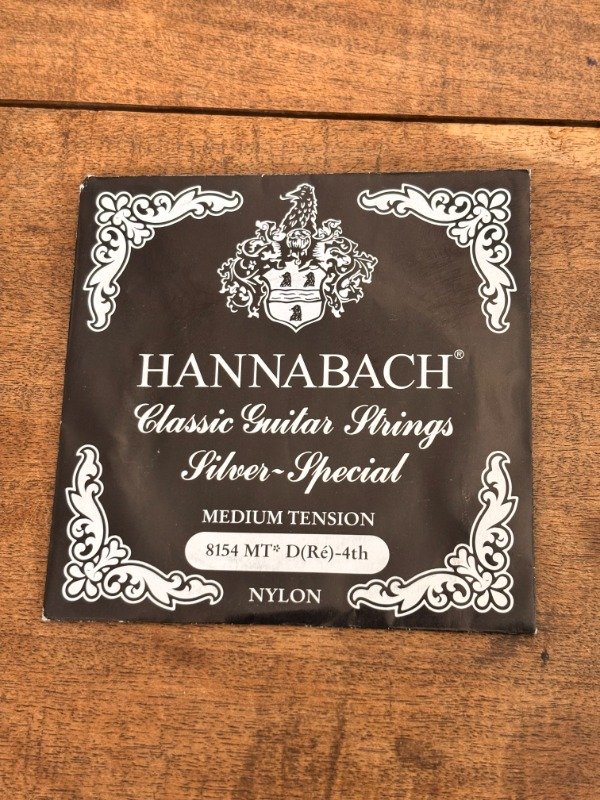 HANNABACH®
Classic Guitar Strings
Silver-Special
MEDIUM TENSION
8154 MT* D(Ré)-4th
NYLON